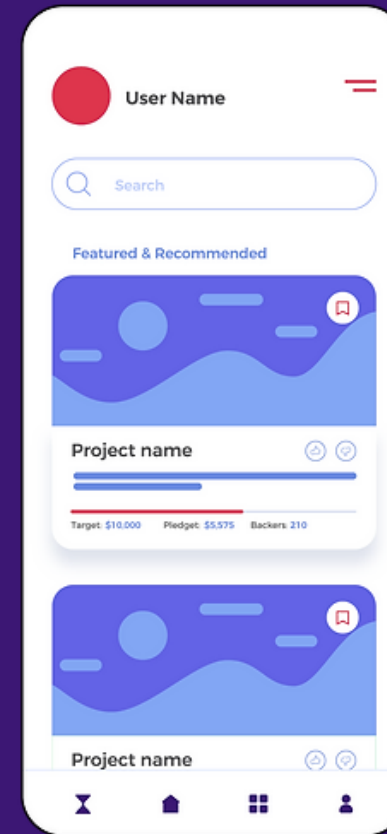 User Name
Search
Featured & Recommended
Project name
Target: $10,000 Pledget: $5,575 Backers: 210
Project name